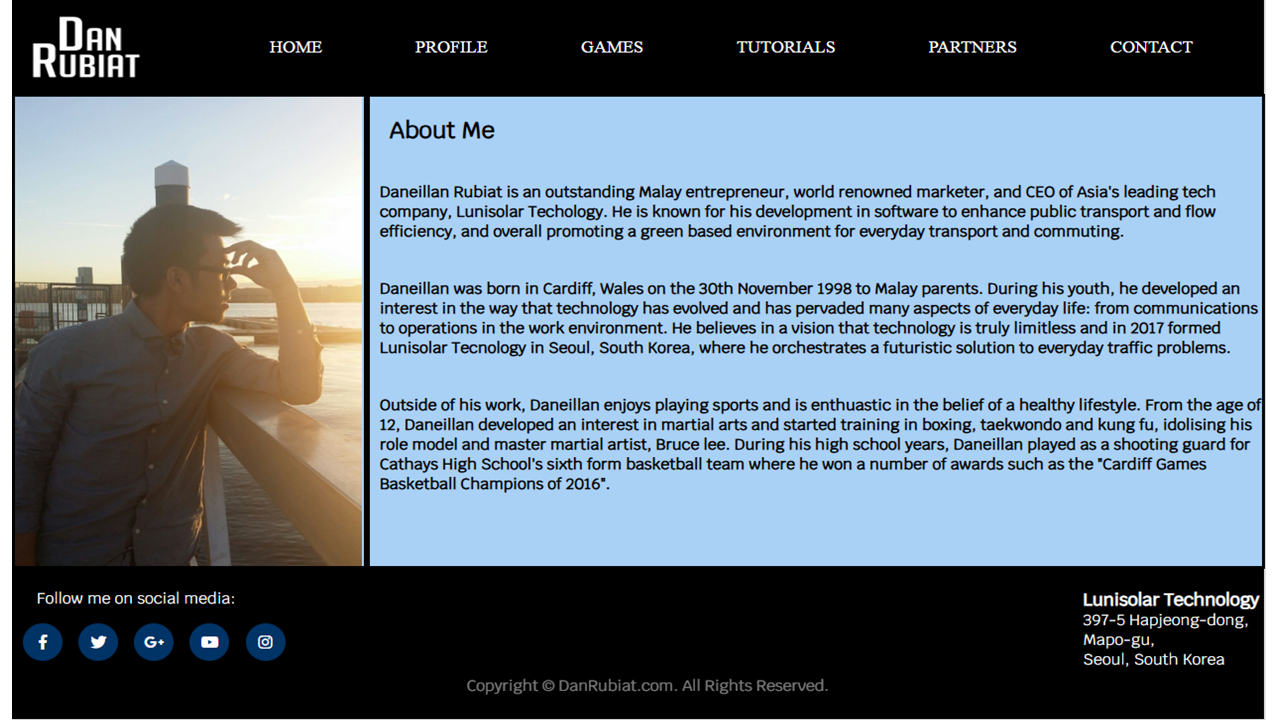 DAN
RUBIAT
HOME PROFILE GAMES TUTORIALS PARTNERS CONTACT
About Me
Daneillan Rubiat is an outstanding Malay entrepreneur, world renowned marketer, and CEO of Asia's leading tech
company, Lunisolar Techology. He is known for his development in software to enhance public transport and flow
efficiency, and overall promoting a green based environment for everyday transport and commuting.
Daneillan was born in Cardiff, Wales on the 30th November 1998 to Malay parents. During his youth, he developed an
interest in the way that technology has evolved and has pervaded many aspects of everyday life: from communications
to operations in the work environment. He believes in a vision that technology is truly limitless and in 2017 formed
Lunisolar Tecnology in Seoul, South Korea, where he orchestrates a futuristic solution to everyday traffic problems.
Outside of his work, Daneillan enjoys playing sports and is enthuastic in the belief of a healthy lifestyle. From the age of
12, Daneillan developed an interest in martial arts and started training in boxing, taekwondo and kung fu, idolising his
role model and master martial artist, Bruce lee. During his high school years, Daneillan played as a shooting guard for
Cathays High School's sixth form basketball team where he won a number of awards such as the "Cardiff Games
Basketball Champions of 2016".
Follow me on social media:
Lunisolar Technology
397-5 Hapjeong-dong,
Mapo-gu,
Seoul, South Korea
Copyright © DanRubiat.com. All Rights Reserved.